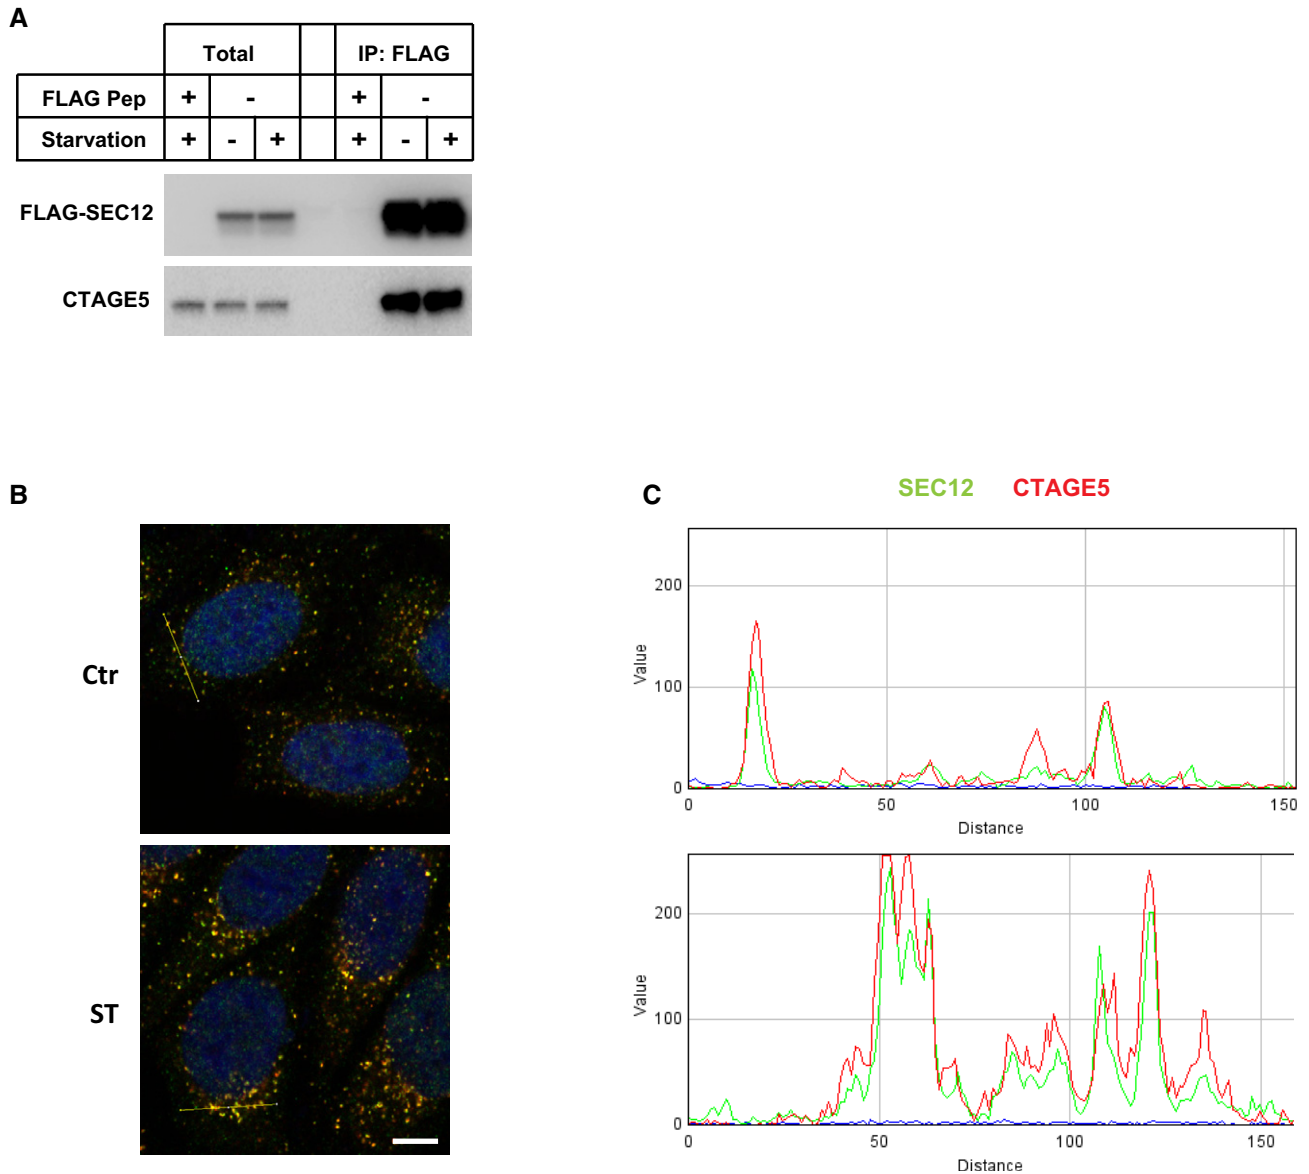 A
Total IP: FLAG
FLAG Pep + - + -
Starvation + - + + - +
FLAG-SEC12
CTAGE5
B
C
SEC12 CTAGE5
Ctr
ST
Value
200
100
0
0 50 100 150
Distance
Value
200
100
0
0 50 100 150
Distance